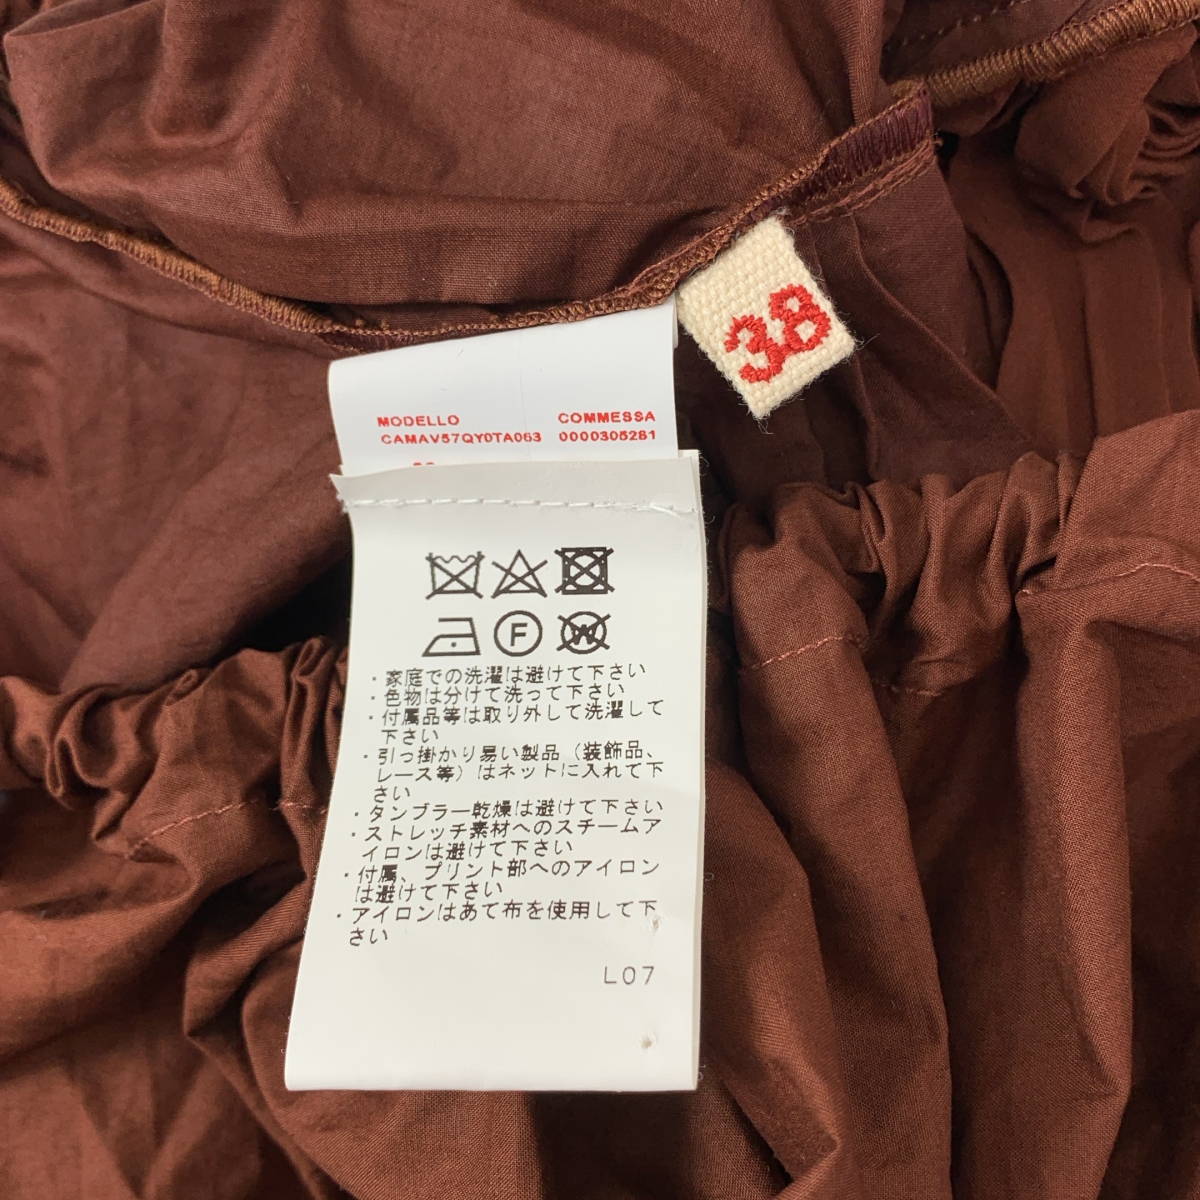 38
MODELLO COMMESSA
CAMAV57QY0TA063 0000305281
F
W
・家庭での洗濯は避けて下さい
・色物は分けて洗って下さい
・付属品等は取り外して洗濯して
下さい
・引っ掛かり易い製品（装飾品、
レース等）はネットに入れて下
さい
・タンブラー乾燥は避けて下さい
・ストレッチ素材へのスチームア
イロンは避けて下さい
・付属、プリント部へのアイロン
は避けて下さい
・アイロンはあて布を使用して下
さい
L07